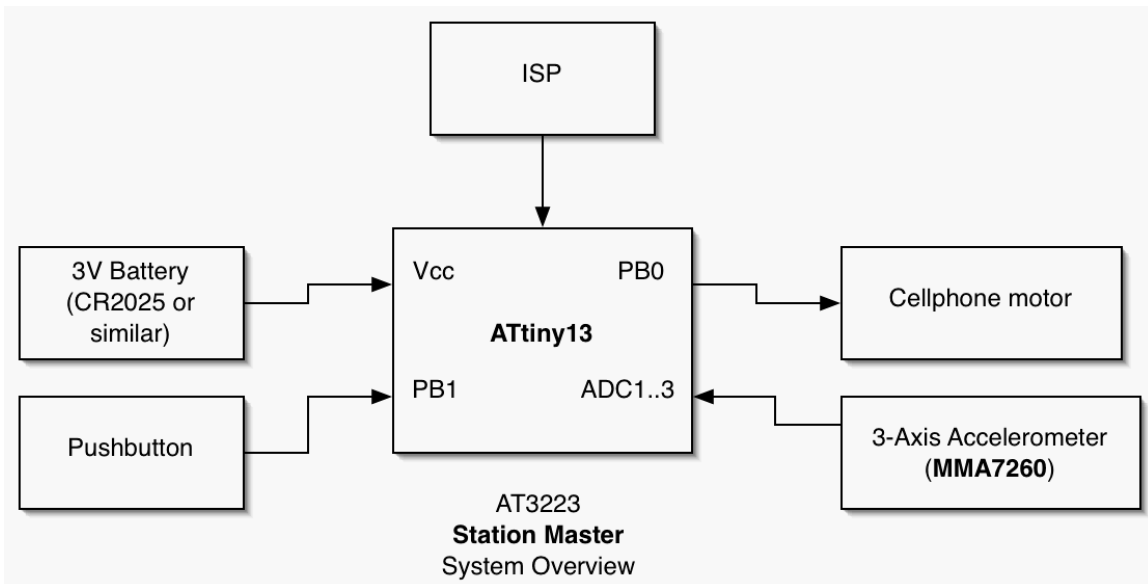 ISP
3V Battery
(CR2025 or
similar)
Vcc
PB0
Cellphone motor
ATtiny13
Pushbutton
PB1
ADC1..3
3-Axis Accelerometer
(MMA7260)
AT3223
Station Master
System Overview